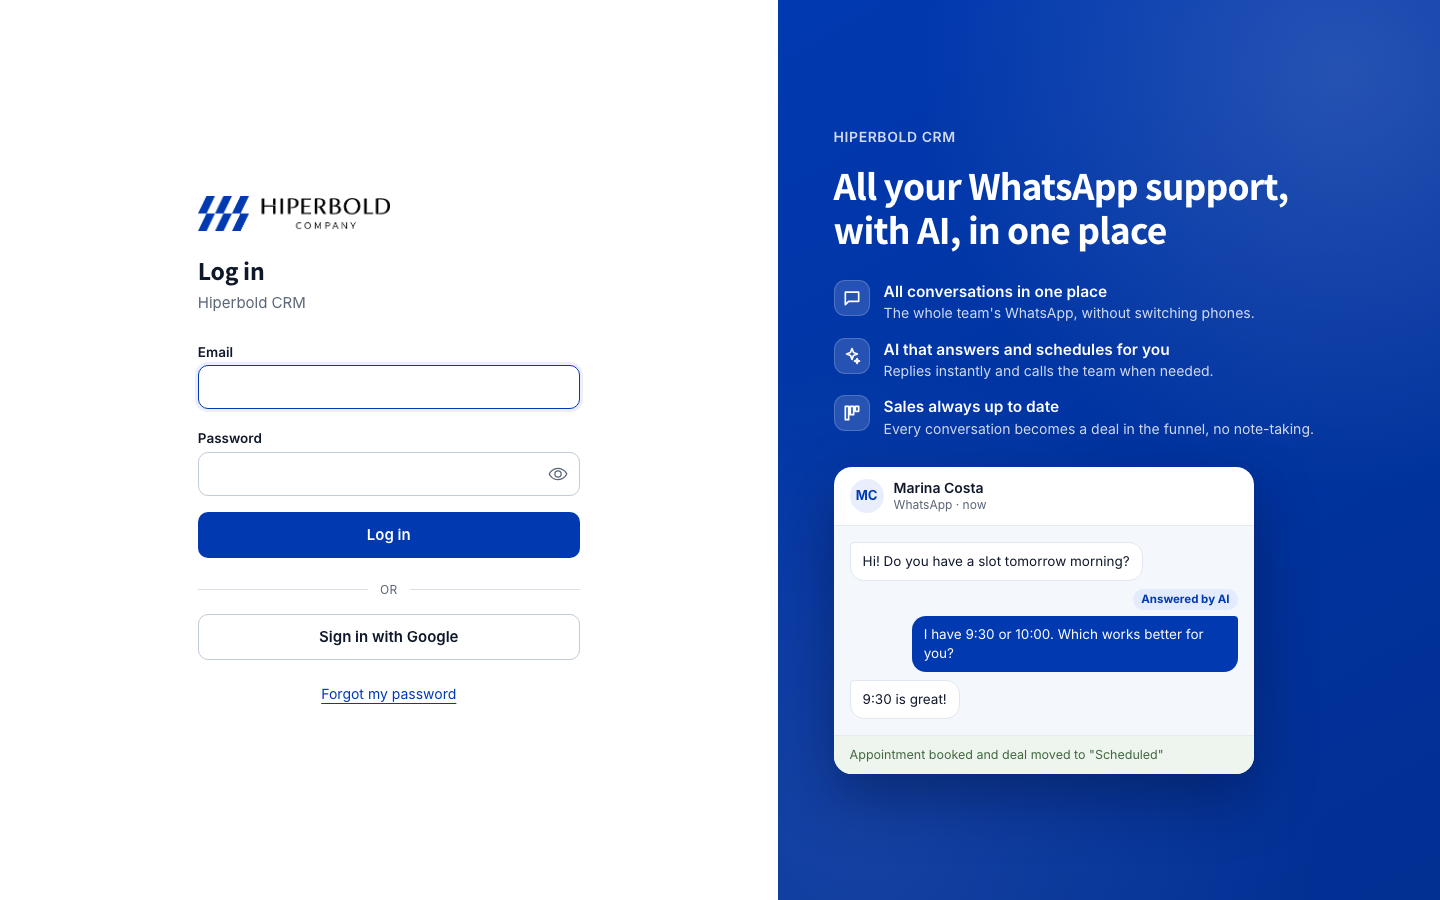 HIPERBOLD
COMPANY
Log in
Hiperbold CRM
Email
Password
Log in
OR
Sign in with Google
Forgot my password
HIPERBOLD CRM
All your WhatsApp support,
with AI, in one place
All conversations in one place
The whole team's WhatsApp, without switching phones.
AI that answers and schedules for you
Replies instantly and calls the team when needed.
Sales always up to date
Every conversation becomes a deal in the funnel, no note-taking.
MC
Marina Costa
WhatsApp · now
Hi! Do you have a slot tomorrow morning?
Answered by AI
I have 9:30 or 10:00. Which works better for
you?
9:30 is great!
Appointment booked and deal moved to "Scheduled"